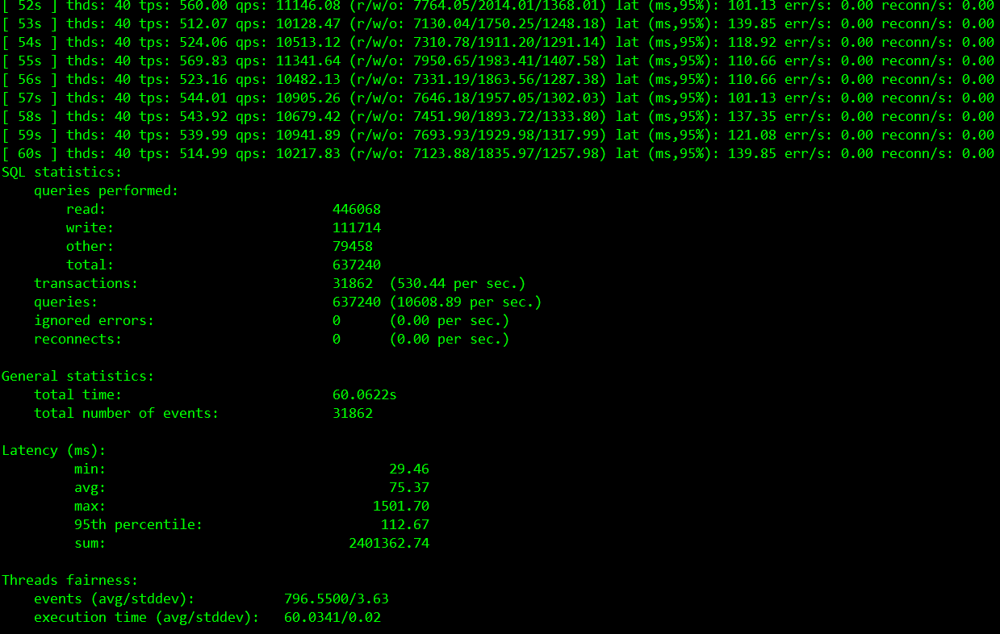 [ 52s ] thds: 40 tps: 560.00 qps: 11146.08 (r/w/o: 7764.05/2014.01/1368.01) lat (ms,95%): 101.13 err/s: 0.00 reconn/s: 0.00
[ 53s ] thds: 40 tps: 512.07 qps: 10128.47 (r/w/o: 7130.04/1750.25/1248.18) lat (ms,95%): 139.85 err/s: 0.00 reconn/s: 0.00
[ 54s ] thds: 40 tps: 524.06 qps: 10513.12 (r/w/o: 7310.78/1911.20/1291.14) lat (ms,95%): 118.92 err/s: 0.00 reconn/s: 0.00
[ 55s ] thds: 40 tps: 569.83 qps: 11341.64 (r/w/o: 7950.65/1983.41/1407.58) lat (ms,95%): 110.66 err/s: 0.00 reconn/s: 0.00
[ 56s ] thds: 40 tps: 523.16 qps: 10482.13 (r/w/o: 7331.19/1863.56/1287.38) lat (ms,95%): 110.66 err/s: 0.00 reconn/s: 0.00
[ 57s ] thds: 40 tps: 544.01 qps: 10905.26 (r/w/o: 7646.18/1957.05/1302.03) lat (ms,95%): 101.13 err/s: 0.00 reconn/s: 0.00
[ 58s ] thds: 40 tps: 543.92 qps: 10679.42 (r/w/o: 7451.90/1893.72/1333.80) lat (ms,95%): 137.35 err/s: 0.00 reconn/s: 0.00
[ 59s ] thds: 40 tps: 539.99 qps: 10941.89 (r/w/o: 7693.93/1929.98/1317.99) lat (ms,95%): 121.08 err/s: 0.00 reconn/s: 0.00
[ 60s ] thds: 40 tps: 514.99 qps: 10217.83 (r/w/o: 7123.88/1835.97/1257.98) lat (ms,95%): 139.85 err/s: 0.00 reconn/s: 0.00
SQL statistics:
    queries performed:
        read:                            446068
        write:                           111714
        other:                           79458
        total:                           637240
    transactions:                        31862  (530.44 per sec.)
    queries:                             637240 (10608.89 per sec.)
    ignored errors:                      0      (0.00 per sec.)
    reconnects:                          0      (0.00 per sec.)

General statistics:
    total time:                          60.0622s
    total number of events:              31862

Latency (ms):
         min:                                   29.46
         avg:                                   75.37
         max:                                 1501.70
         95th percentile:                      112.67
         sum:                              2401362.74

Threads fairness:
    events (avg/stddev):           796.5500/3.63
    execution time (avg/stddev):   60.0341/0.02